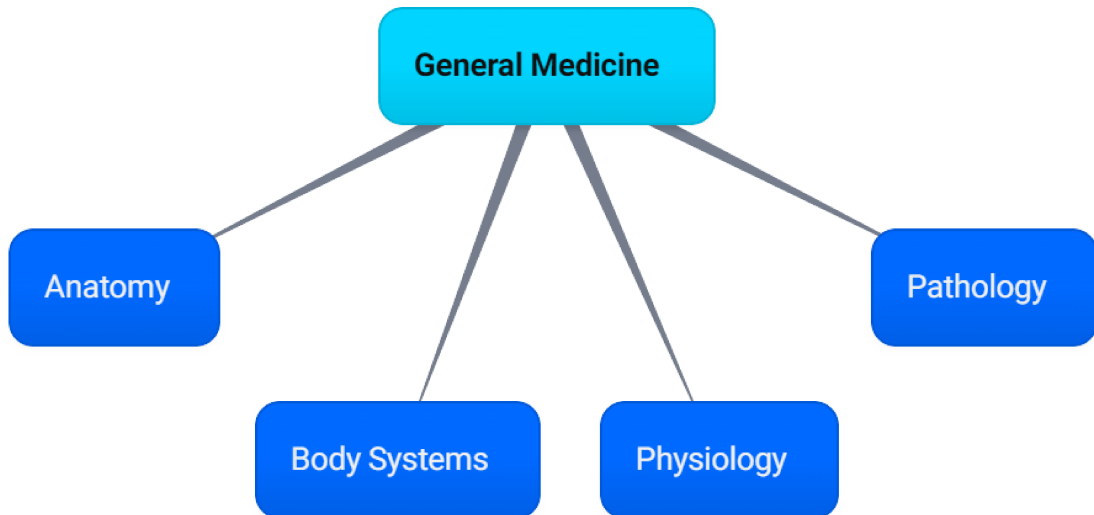 General Medicine
Anatomy
Pathology
Body Systems
Physiology